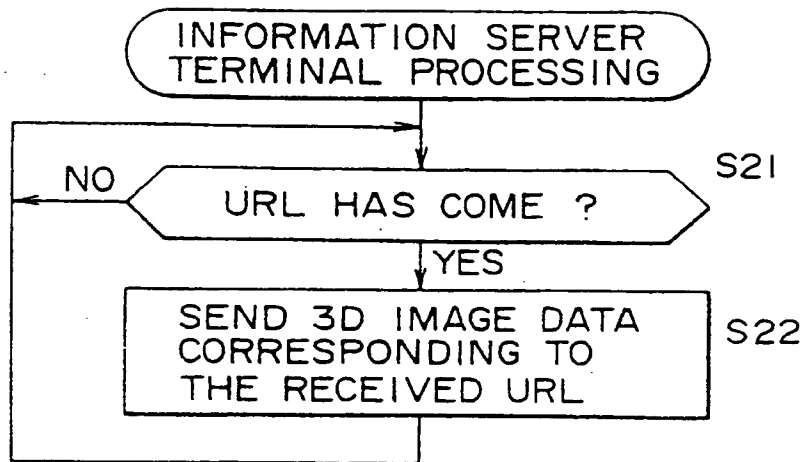 INFORMATION SERVER
TERMINAL PROCESSING
S21
NO
URL HAS COME ?
YES
SEND 3D IMAGE DATA
CORRESPONDING TO
THE RECEIVED URL
S22